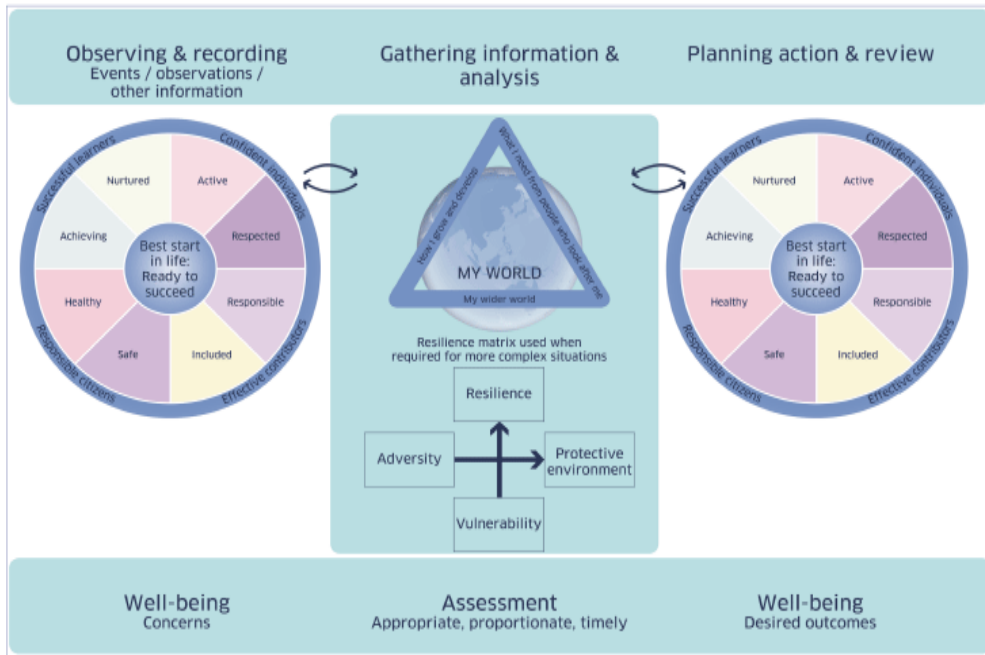 Observing & recording
Events / observations /
other information
Gathering information &
analysis
Planning action & review
Successful learners
Confident individuals
Nurtured
Active
Achieving
Respected
Best start
in life:
Ready to
succeed
Healthy
Responsible
Safe
Included
Responsible citizens
Effective contributors
How I grow and develop
What I need from people who look after me
MY WORLD
My wider world
Resilience matrix used when
required for more complex situations
Resilience
Adversity
Protective
environment
Vulnerability
Successful learners
Confident individuals
Nurtured
Active
Achieving
Respected
Best start
in life:
Ready to
succeed
Healthy
Responsible
Safe
Included
Responsible citizens
Effective contributors
Well-being
Concerns
Assessment
Appropriate, proportionate, timely
Well-being
Desired outcomes